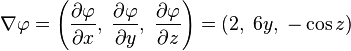 ∇φ = (∂φ/∂x, ∂φ/∂y, ∂φ/∂z) = (2, 6y, −cos z)